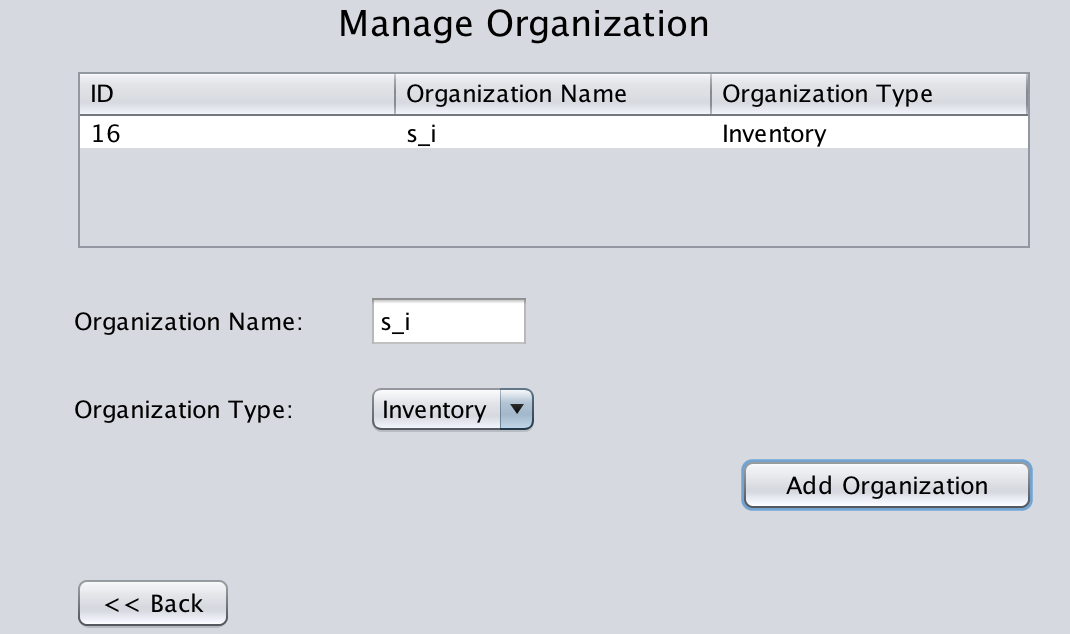 Manage Organization
ID Organization Name Organization Type
16 s_i Inventory
Organization Name: s_i
Organization Type: Inventory
Add Organization
<< Back